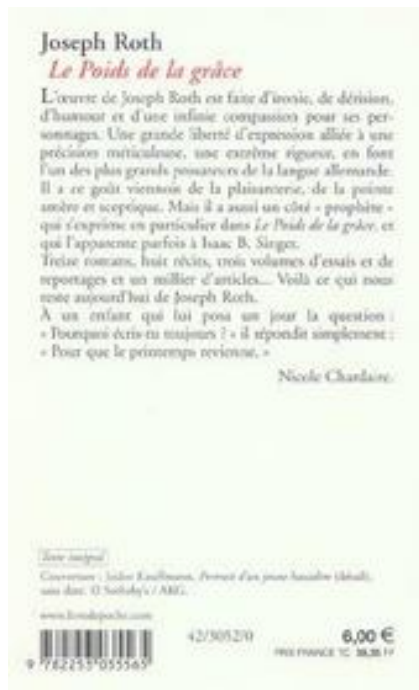 Joseph Roth
Le Poids de la grâce
L'œuvre de Joseph Roth est faite d'ironie, de dérision,
d'humour et d'une infinie compassion pour ses per-
sonnages. Une grande liberté d'expression alliée à une
précision méticuleuse, une extrême rigueur, en font
l'un des plus grands prosateurs de la langue allemande.
Il a ce goût viennois de la plaisanterie, de la pointe
amère et sceptique. Mais il a aussi un côté « prophète »
qui s'exprime en particulier dans Le Poids de la grâce, et
qui l'apparente parfois à Isaac B. Singer.
Treize romans, huit récits, trois volumes d'essais et de
reportages et un millier d'articles... Voilà ce qui nous
reste aujourd'hui de Joseph Roth.
À un enfant qui lui posa un jour la question :
« Pourquoi écris-tu toujours ? » il répondit simplement :
« Pour que le printemps revienne. »
Nicole Chardaire.
Texte intégral
Couverture : Isidor Kaufmann, Portrait d'un jeune hassidim (détail),
sans date. © Sotheby's / AKG.
www.livredepoche.com
42/3052/0
6,00 €
PRIX FRANCE TC
9 782253 055565